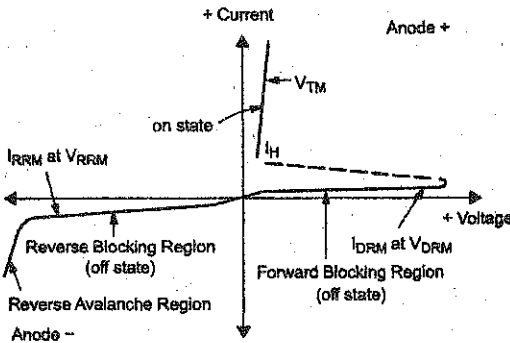 + Current
Anode +
V_TM
on state
I_H
I_RRM at V_RRM
+ Voltage
I_DRM at V_DRM
Reverse Blocking Region
(off state)
Forward Blocking Region
(off state)
Reverse Avalanche Region
Anode −